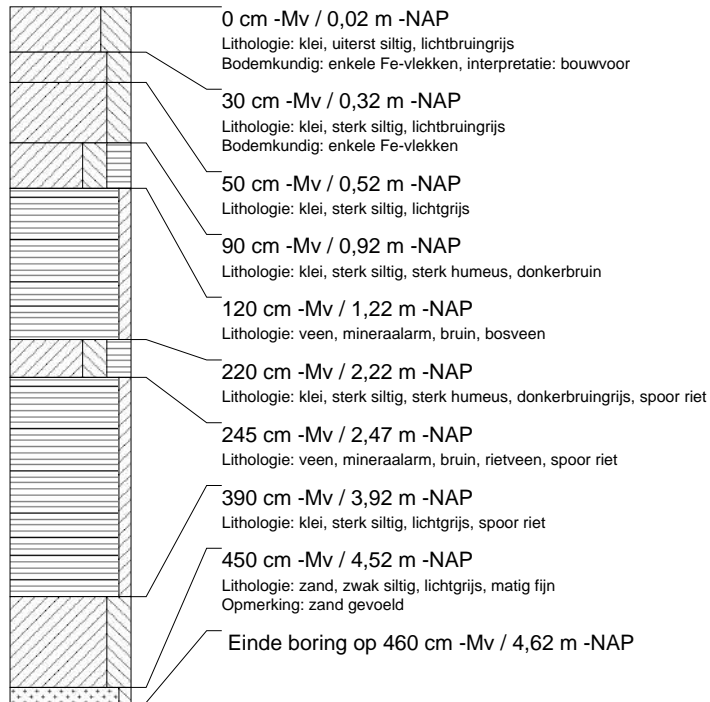 0 cm -Mv / 0,02 m -NAP
Lithologie: klei, uiterst siltig, lichtbruingrijs
Bodemkundig: enkele Fe-vlekken, interpretatie: bouwvoor
30 cm -Mv / 0,32 m -NAP
Lithologie: klei, sterk siltig, lichtbruingrijs
Bodemkundig: enkele Fe-vlekken
50 cm -Mv / 0,52 m -NAP
Lithologie: klei, sterk siltig, lichtgrijs
90 cm -Mv / 0,92 m -NAP
Lithologie: klei, sterk siltig, sterk humeus, donkerbruin
120 cm -Mv / 1,22 m -NAP
Lithologie: veen, mineraalarm, bruin, bosveen
220 cm -Mv / 2,22 m -NAP
Lithologie: klei, sterk siltig, sterk humeus, donkerbruingrijs, spoor riet
245 cm -Mv / 2,47 m -NAP
Lithologie: veen, mineraalarm, bruin, rietveen, spoor riet
390 cm -Mv / 3,92 m -NAP
Lithologie: klei, sterk siltig, lichtgrijs, spoor riet
450 cm -Mv / 4,52 m -NAP
Lithologie: zand, zwak siltig, lichtgrijs, matig fijn
Opmerking: zand gevoeld
Einde boring op 460 cm -Mv / 4,62 m -NAP